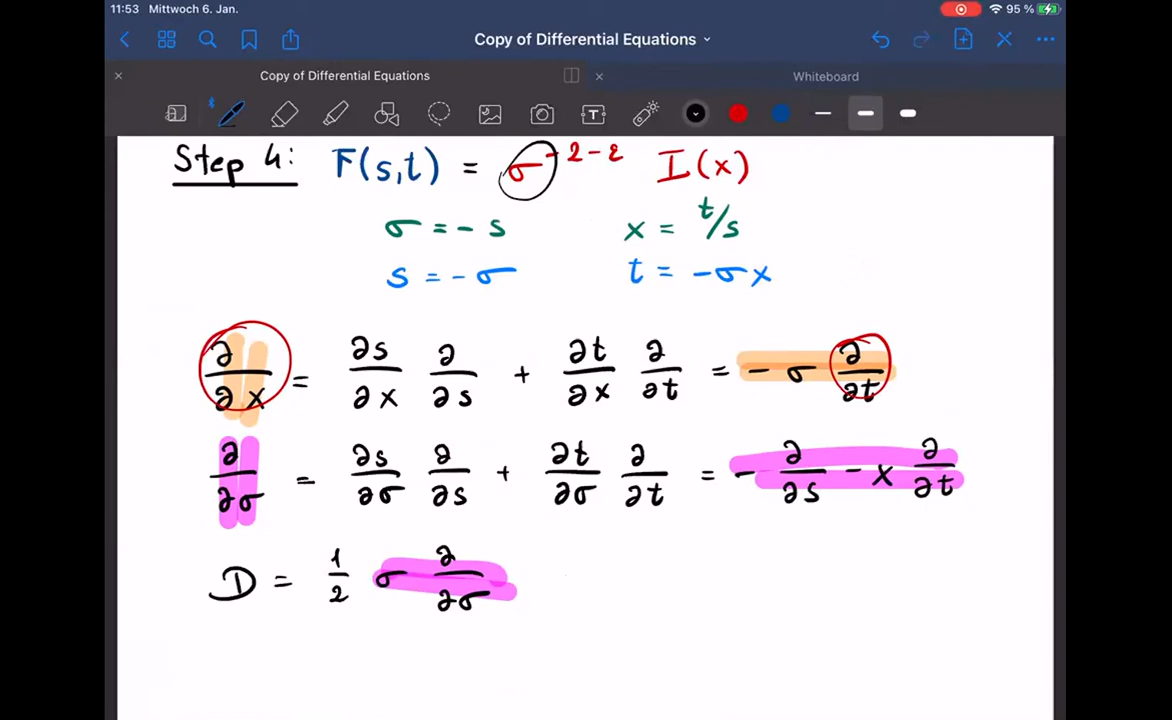 11:53 Mittwoch 6. Jan. 95 %
Copy of Differential Equations
Copy of Differential Equations Whiteboard
T
Step 4: F(s,t) = σ^{-2-2} I(x)
σ = - s x = t/s
s = - σ t = - σ x
∂/∂x = ∂s/∂x ∂/∂s + ∂t/∂x ∂/∂t = - σ ∂/∂t
∂/∂σ = ∂s/∂σ ∂/∂s + ∂t/∂σ ∂/∂t = - ∂/∂s - x ∂/∂t
D = 1/2 σ ∂/∂σ